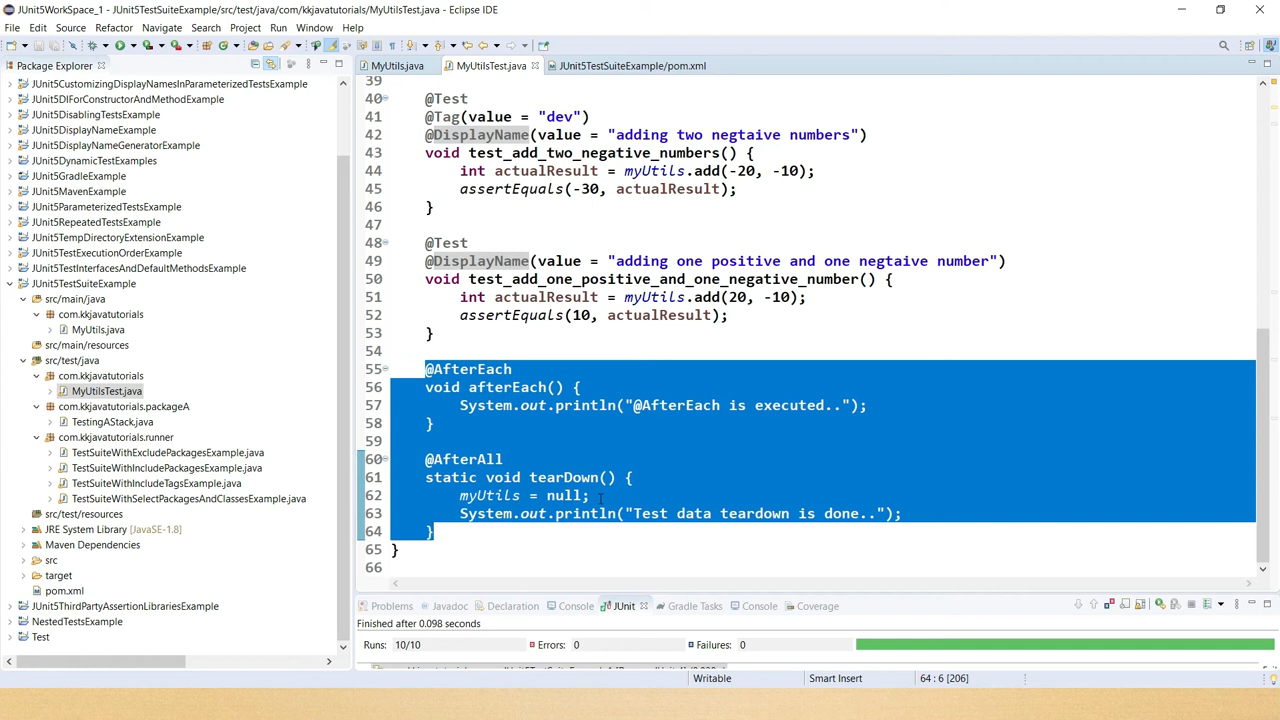 JUnit5WorkSpace_1 - JUnit5TestSuiteExample/src/test/java/com/kkjavatutorials/MyUtilsTest.java - Eclipse IDE
File Edit Source Refactor Navigate Search Project Run Window Help
Package Explorer
JUnit5CustomizingDisplayNamesInParameterizedTestsExample
JUnit5DIForConstructorAndMethodExample
JUnit5DisablingTestsExample
JUnit5DisplayNameExample
JUnit5DisplayNameGeneratorExample
JUnit5DynamicTestExamples
JUnit5GradleExample
JUnit5MavenExample
JUnit5ParameterizedTestsExample
JUnit5RepeatedTestsExample
JUnit5TempDirectoryExtensionExample
JUnit5TestExecutionOrderExample
JUnit5TestInterfacesAndDefaultMethodsExample
JUnit5TestSuiteExample
src/main/java
com.kkjavatutorials
MyUtils.java
src/main/resources
src/test/java
com.kkjavatutorials
MyUtilsTest.java
com.kkjavatutorials.packageA
TestingAStack.java
com.kkjavatutorials.runner
TestSuiteWithExcludePackagesExample.java
TestSuiteWithIncludePackagesExample.java
TestSuiteWithIncludeTagsExample.java
TestSuiteWithSelectPackagesAndClassesExample.java
src/test/resources
JRE System Library [JavaSE-1.8]
Maven Dependencies
src
target
pom.xml
JUnit5ThirdPartyAssertionLibrariesExample
NestedTestsExample
Test
MyUtils.java MyUtilsTest.java JUnit5TestSuiteExample/pom.xml
39
40 @Test
41 @Tag(value = "dev")
42 @DisplayName(value = "adding two negtaive numbers")
43 void test_add_two_negative_numbers() {
44 int actualResult = myUtils.add(-20, -10);
45 assertEquals(-30, actualResult);
46 }
47
48 @Test
49 @DisplayName(value = "adding one positive and one negtaive number")
50 void test_add_one_positive_and_one_negative_number() {
51 int actualResult = myUtils.add(20, -10);
52 assertEquals(10, actualResult);
53 }
54
55 @AfterEach
56 void afterEach() {
57 System.out.println("@AfterEach is executed..");
58 }
59
60 @AfterAll
61 static void tearDown() {
62 myUtils = null;
63 System.out.println("Test data teardown is done..");
64 }
65 }
66
Problems Javadoc Declaration Console JUnit Gradle Tasks Console Coverage
Finished after 0.098 seconds
Runs: 10/10 Errors: 0 Failures: 0
Writable Smart Insert 64 : 6 [206]